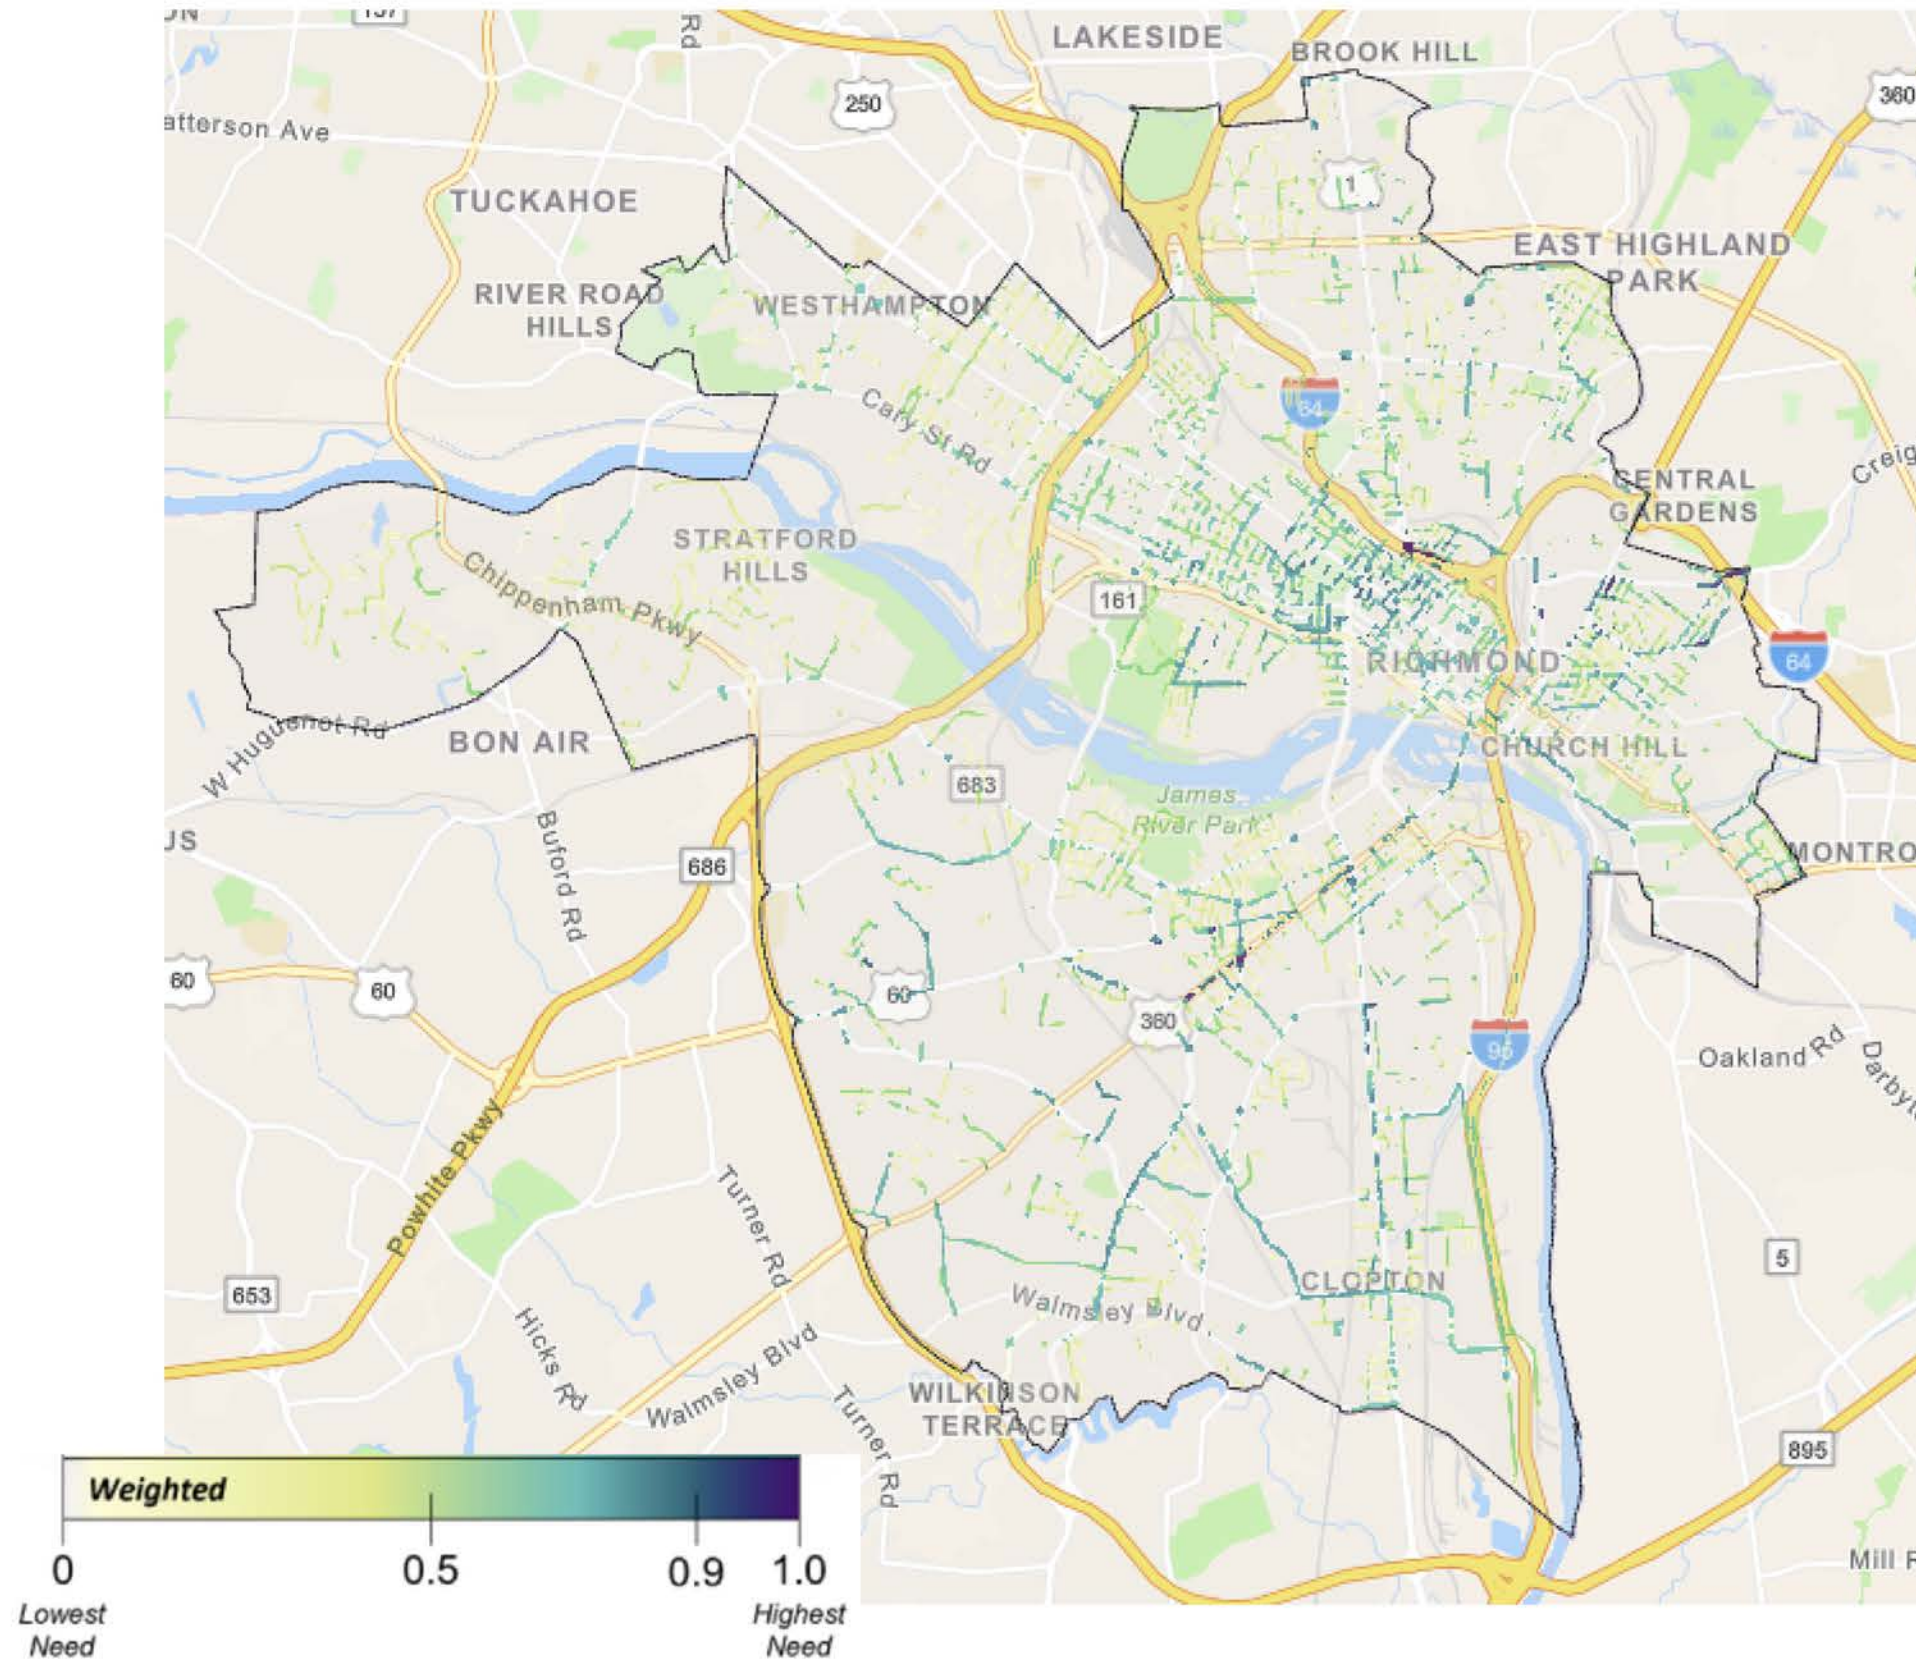 157
Rd
LAKESIDE
BROOK HILL
250
360
atterson Ave
1
TUCKAHOE
EAST HIGHLAND
PARK
RIVER ROAD
HILLS
WESTHAMPTON
64
Cary St Rd
CENTRAL
GARDENS
STRATFORD
HILLS
Chippenham Pkwy
161
RICHMOND
64
W Huguenot Rd
BON AIR
CHURCH HILL
683
James
River Park
US
Buford Rd
686
MONTRO
60
60
60
360
95
Oakland Rd
Powhite Pkwy
Turner Rd
5
653
CLOPTON
Walmsley Blvd
Hicks Rd
Walmsley Blvd
WILKINSON
TERRACE
Turner Rd
895
Weighted
0
0.5
0.9
1.0
Lowest
Need
Highest
Need